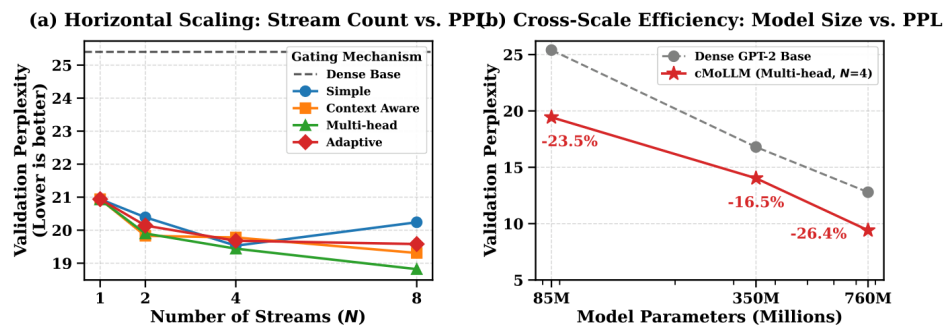 (a) Horizontal Scaling: Stream Count vs. PPL
(b) Cross-Scale Efficiency: Model Size vs. PPL
Validation Perplexity
(Lower is better)
25
24
23
22
21
20
19
Gating Mechanism
Dense Base
Simple
Context Aware
Multi-head
Adaptive
1
2
4
8
Number of Streams (N)
Validation Perplexity
25
20
15
10
5
Dense GPT-2 Base
cMoLLM (Multi-head, N=4)
-23.5%
-16.5%
-26.4%
85M
350M
760M
Model Parameters (Millions)